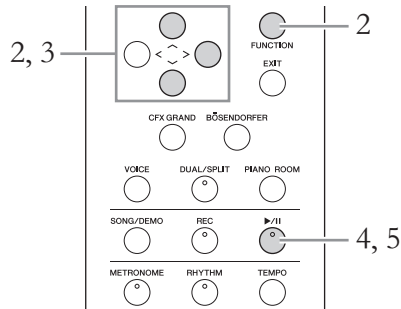 2
2, 3
FUNCTION
EXIT
CFX GRAND BÖSENDORFER
VOICE DUAL/SPLIT PIANO ROOM
SONG/DEMO REC ►/II
4, 5
METRONOME RHYTHM TEMPO